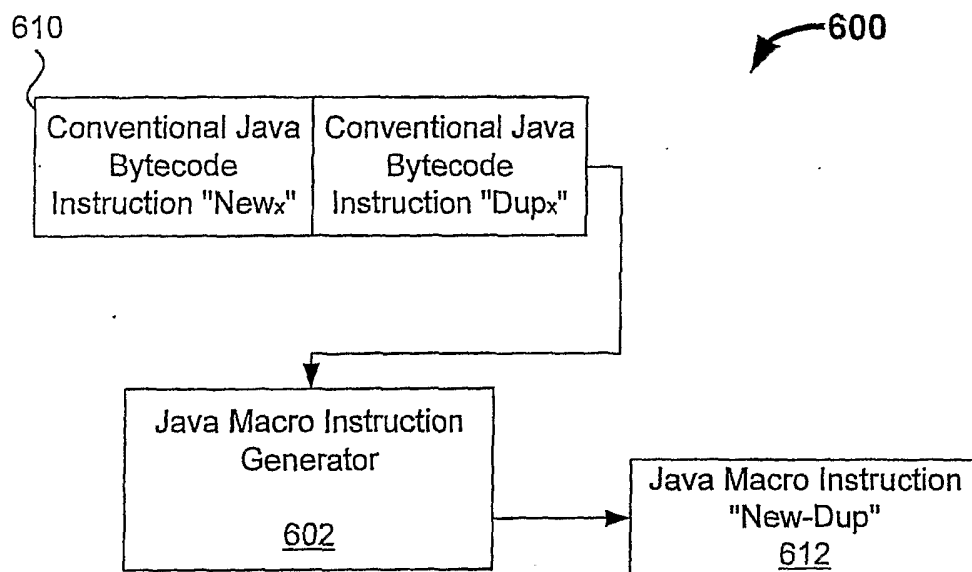 610
600
Conventional Java
Bytecode
Instruction "Newx"
Conventional Java
Bytecode
Instruction "Dupx"
Java Macro Instruction
Generator
602
Java Macro Instruction
"New-Dup"
612